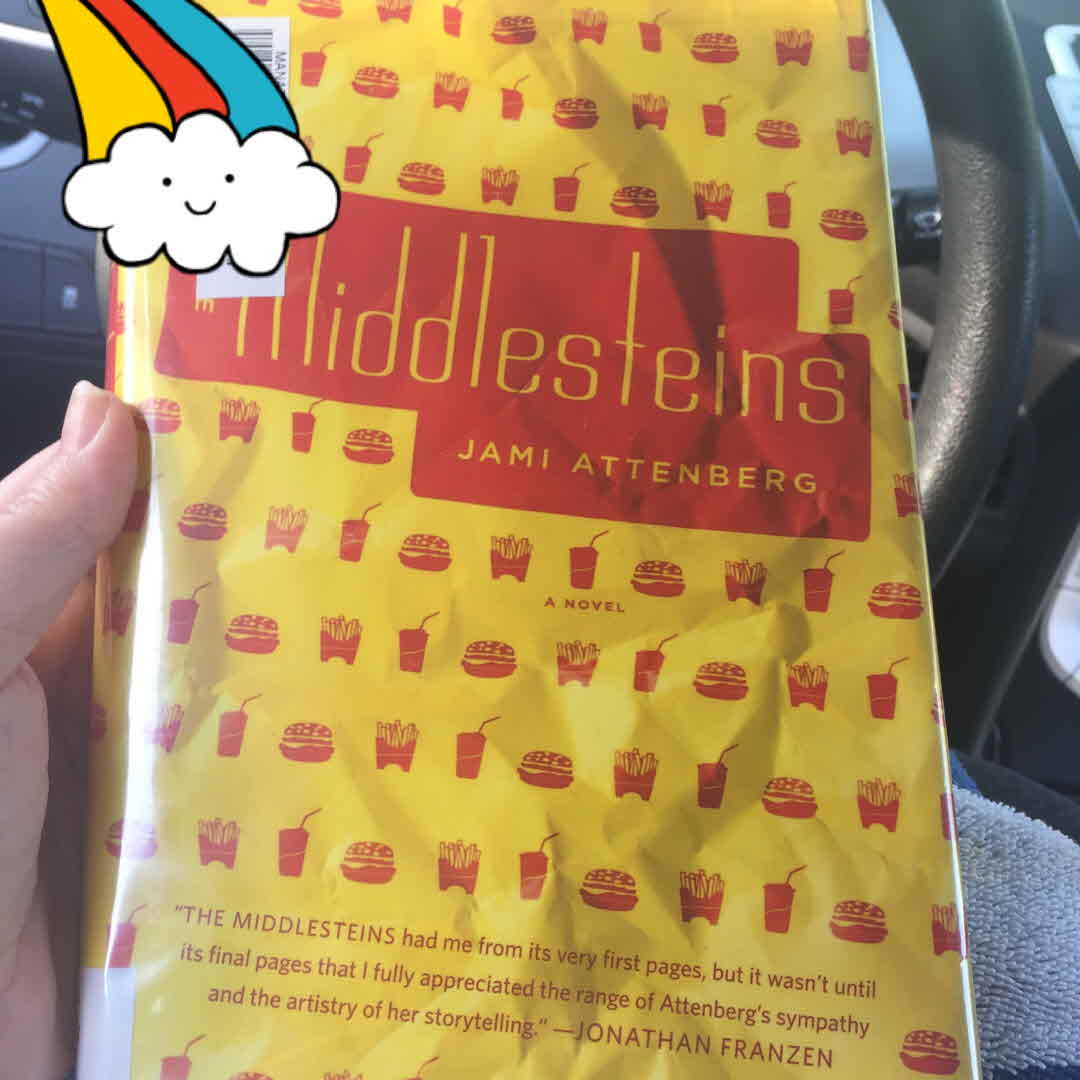 Middlesteins
JAMI ATTENBERG
A NOVEL
"THE MIDDLESTEINS had me from its very first pages, but it wasn't until
its final pages that I fully appreciated the range of Attenberg's sympathy
and the artistry of her storytelling." —JONATHAN FRANZEN